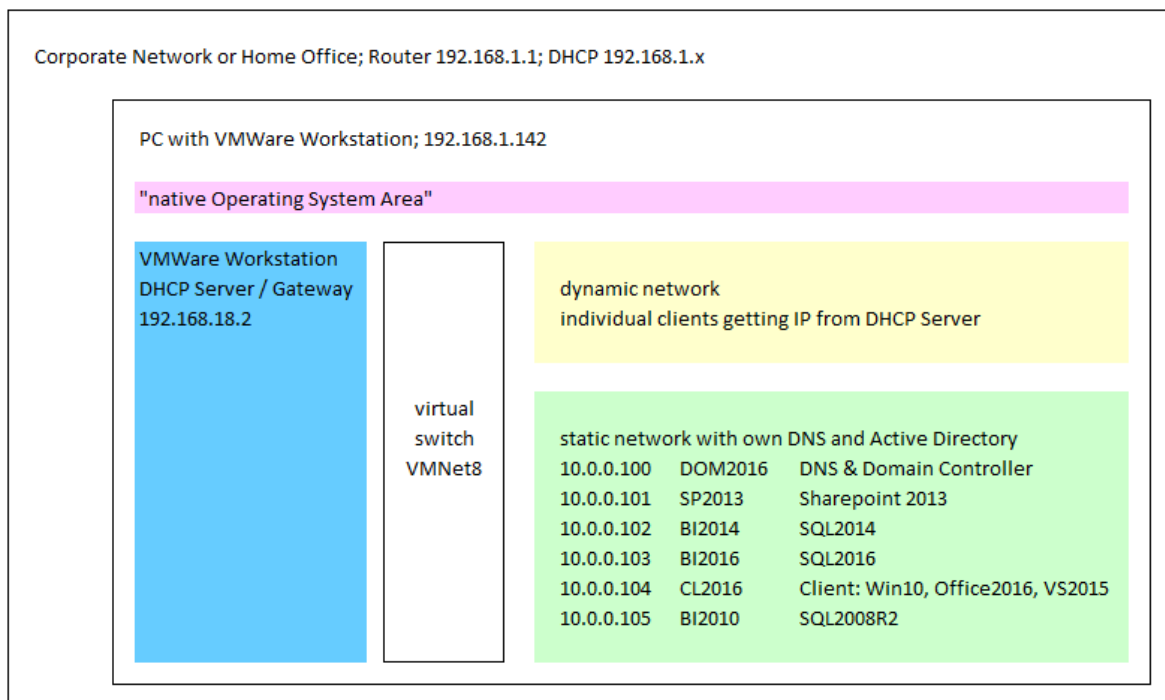 Corporate Network or Home Office; Router 192.168.1.1; DHCP 192.168.1.x
PC with VMWare Workstation; 192.168.1.142
"native Operating System Area"
VMWare Workstation
DHCP Server / Gateway
192.168.18.2
virtual
switch
VMNet8
dynamic network
individual clients getting IP from DHCP Server
static network with own DNS and Active Directory
10.0.0.100 DOM2016 DNS & Domain Controller
10.0.0.101 SP2013 Sharepoint 2013
10.0.0.102 BI2014 SQL2014
10.0.0.103 BI2016 SQL2016
10.0.0.104 CL2016 Client: Win10, Office2016, VS2015
10.0.0.105 BI2010 SQL2008R2